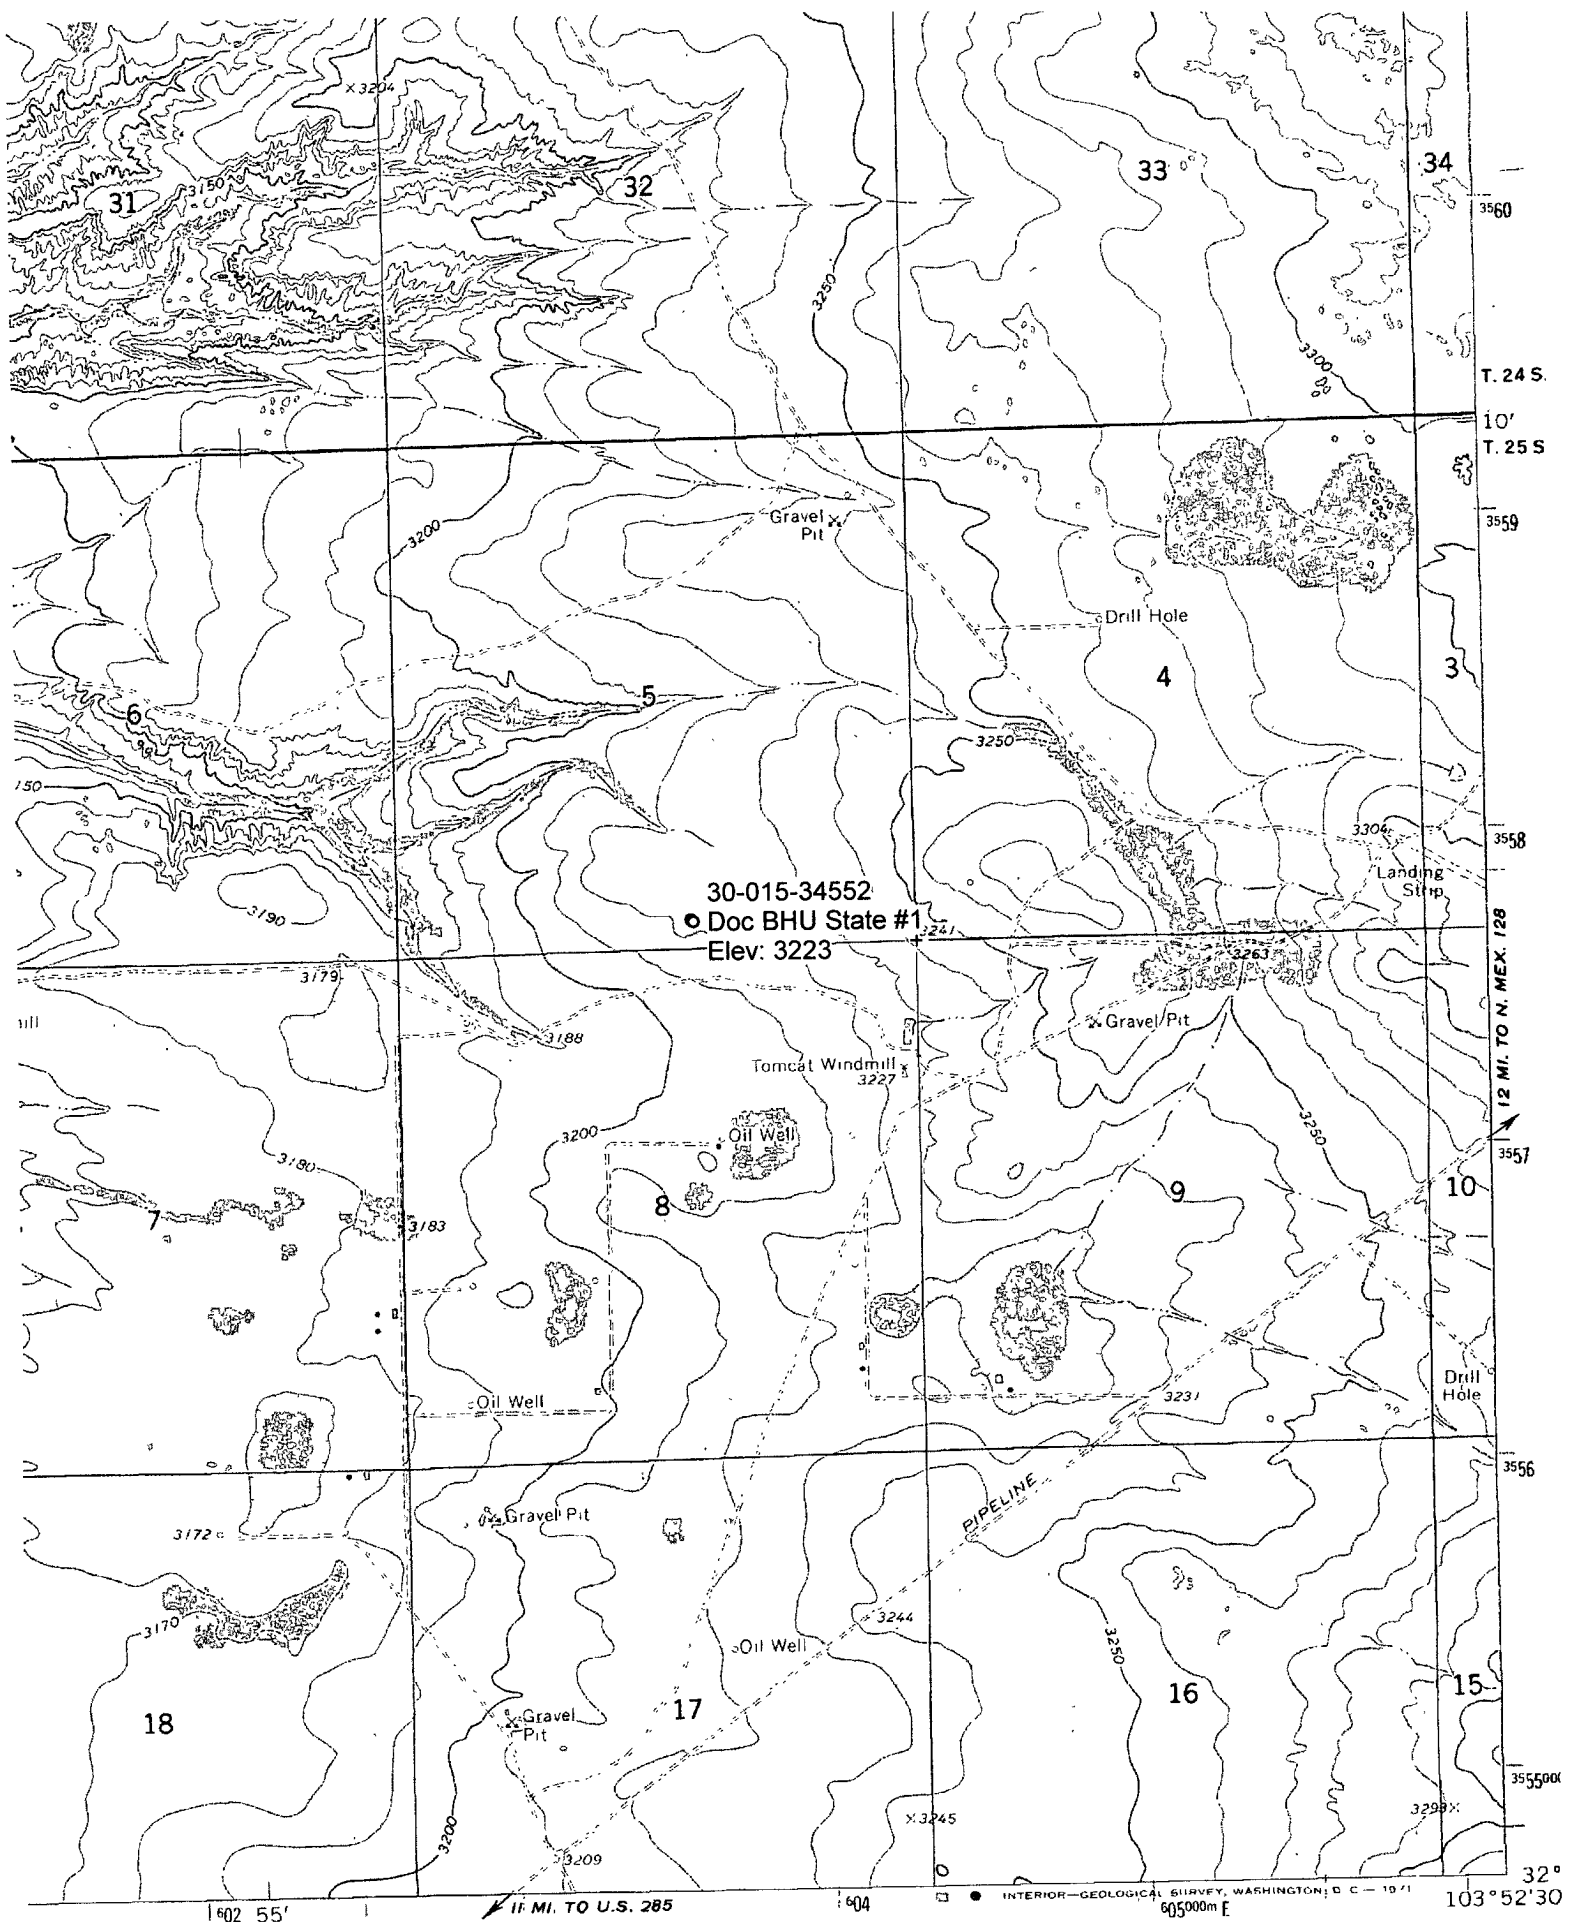 ×3204
33
34
32
3150
31
3560
3250
3300
T. 24 S.
10'
T. 25 S
3200
Gravel
Pit
3559
Drill Hole
4
3
5
6
3250
150
3304
3558
Landing
Strip
30-015-34552
Doc BHU State #1
Elev: 3223
3190
3241
3263
3179
12 MI. TO N. MEX. 128
Gravel Pit
3188
Tomcat Windmill
3227
3200
Oil Well
3250
3557
3180
10
9
8
7
3183
Drill
Hole
3231
Oil Well
3556
PIPELINE
Gravel Pit
3172
3170
3244
Oil Well
3250
15
16
17
18
Gravel
Pit
3555000
3200
×3245
3298×
3209
32°
INTERIOR—GEOLOGICAL SURVEY, WASHINGTON, D C — 1971
103°52'30
602
55'
11 MI. TO U.S. 285
604
605000m E